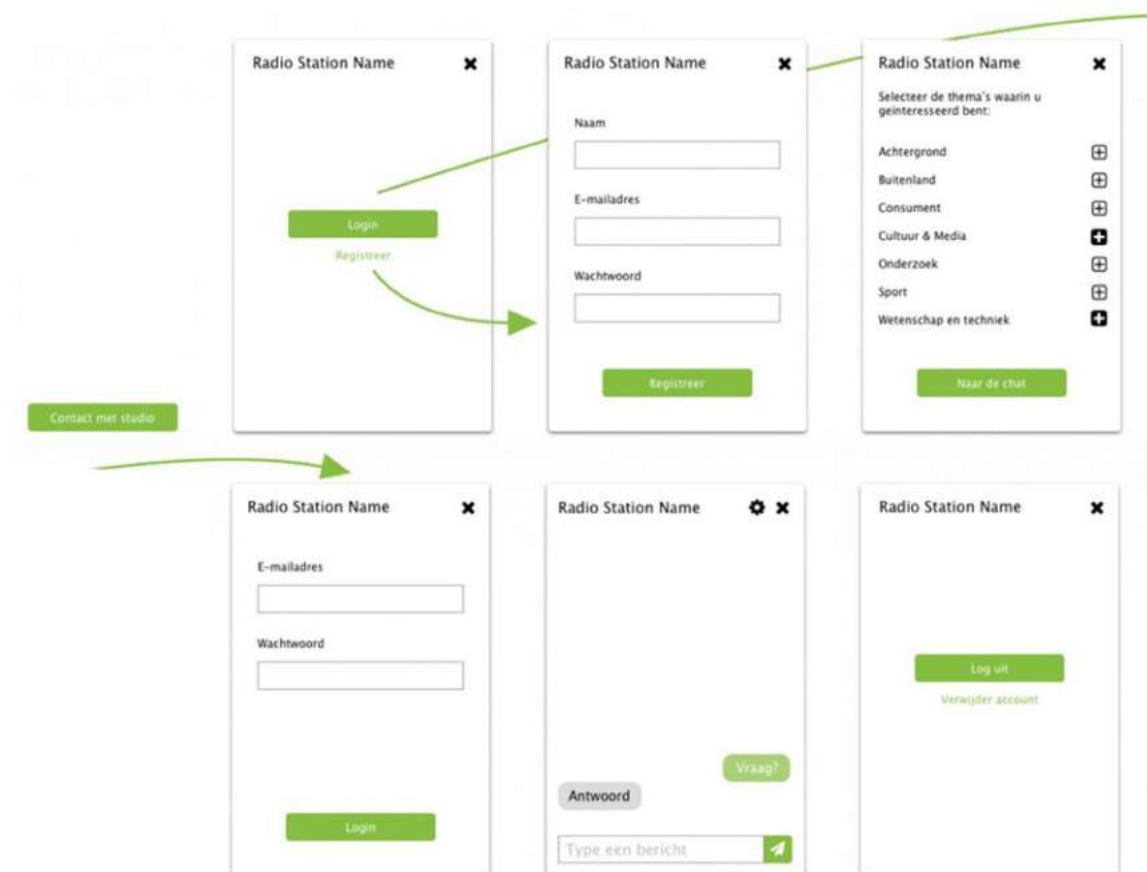 Radio Station Name
Login
Registreer
Radio Station Name
Naam
E-mailadres
Wachtwoord
Registreer
Radio Station Name
Selecteer de thema's waarin u
geinteresseerd bent:
Achtergrond
Buitenland
Consument
Cultuur & Media
Onderzoek
Sport
Wetenschap en techniek
Naar de chat
Contact met studio
Radio Station Name
E-mailadres
Wachtwoord
Login
Radio Station Name
Vraag?
Antwoord
Type een bericht
Radio Station Name
Log uit
Verwijder account